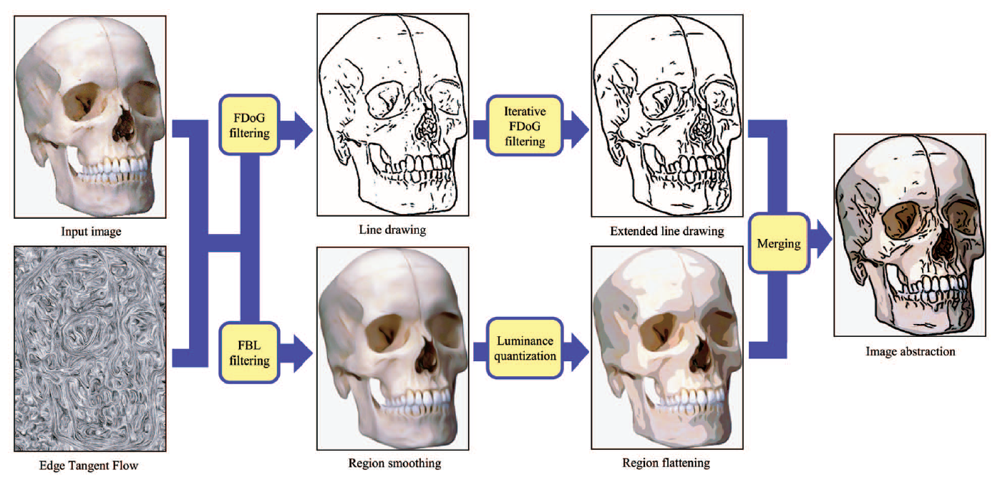 Input image
Edge Tangent Flow
FDoG
filtering
FBL
filtering
Line drawing
Region smoothing
Iterative
FDoG
filtering
Luminance
quantization
Extended line drawing
Region flattening
Merging
Image abstraction